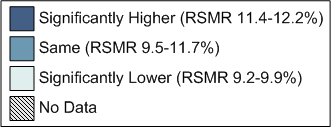 Significantly Higher (RSMR 11.4-12.2%)
Same (RSMR 9.5-11.7%)
Significantly Lower (RSMR 9.2-9.9%)
No Data